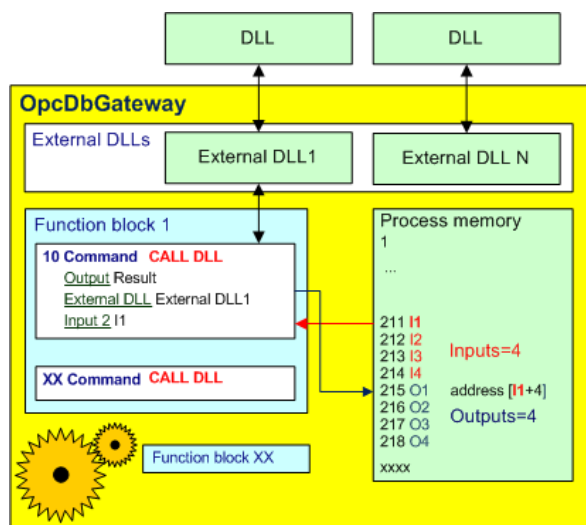 DLL
DLL
OpcDbGateway
External DLLs
External DLL1
External DLL N
Function block 1
10 Command CALL DLL
Output Result
External DLL External DLL1
Input 2 I1
XX Command CALL DLL
Function block XX
Process memory
1
...
211 I1
212 I2
213 I3
214 I4
Inputs=4
215 O1 address [I1+4]
216 O2
217 O3
218 O4
Outputs=4
xxxx